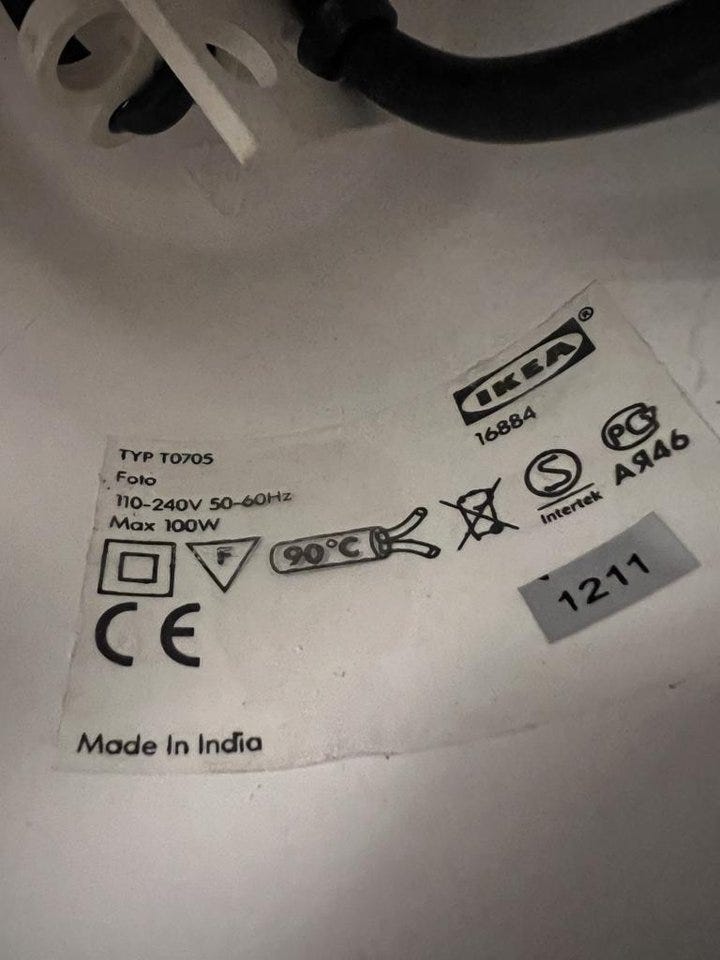 IKEA®
16884
TYP T0705
Foto
110-240V 50-60Hz
Max 100W
F
90°C
S
Intertek
PC
АЯ46
1211
CE
Made In India